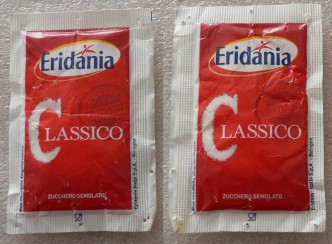 Eridania
CLASSICO
ZUCCHERO SEMOLATO
Eridania
CLASSICO
ZUCCHERO SEMOLATO